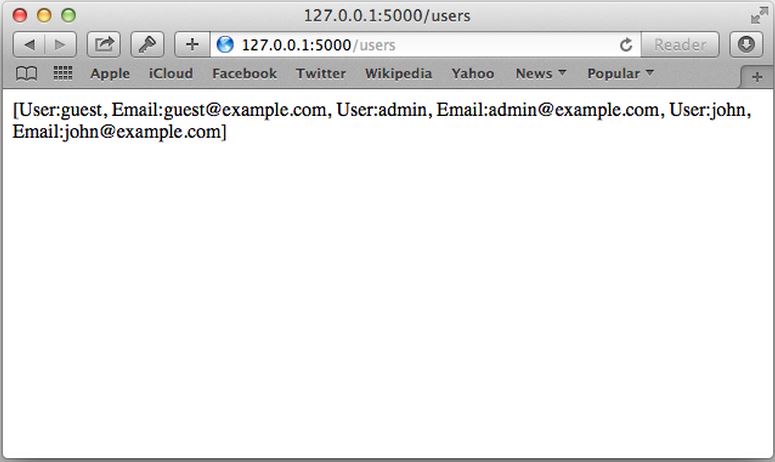 127.0.0.1:5000/users
127.0.0.1:5000/users
Reader
Apple iCloud Facebook Twitter Wikipedia Yahoo News Popular
[User:guest, Email:guest@example.com, User:admin, Email:admin@example.com, User:john,
Email:john@example.com]